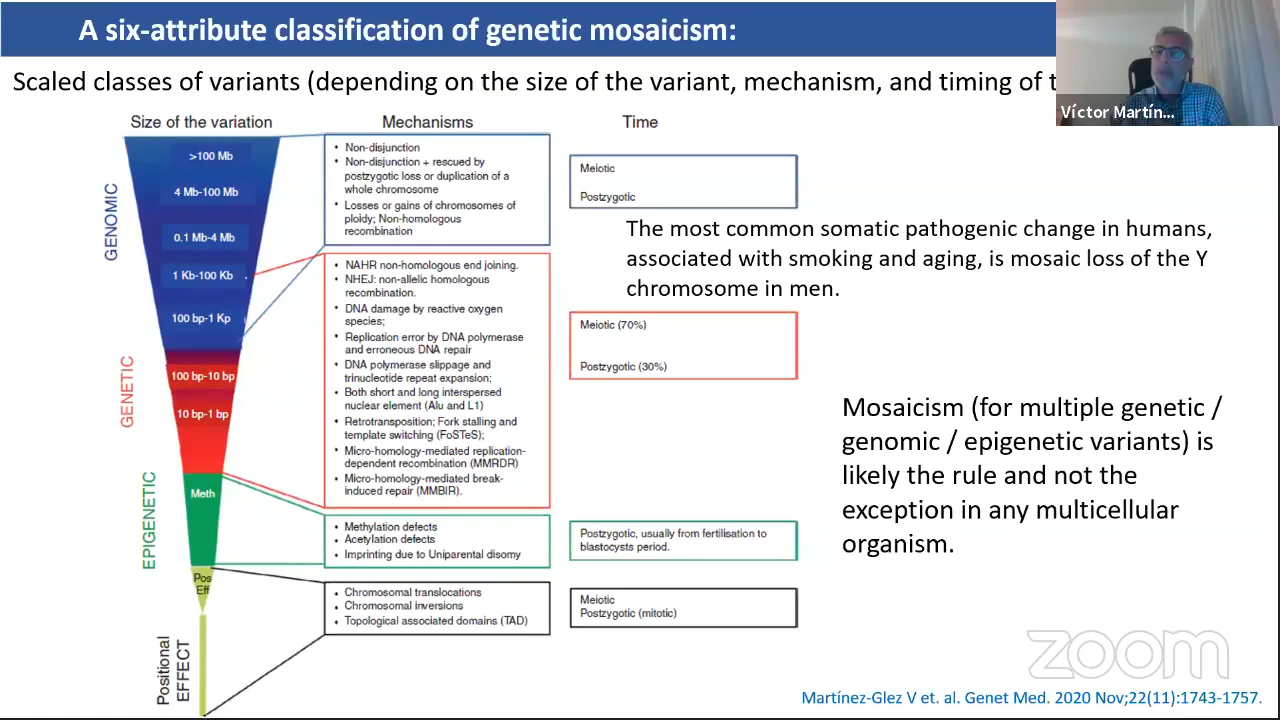 A six-attribute classification of genetic mosaicism:
Scaled classes of variants (depending on the size of the variant, mechanism, and timing of t
Víctor Martín...
Size of the variation
Mechanisms
Time
GENOMIC
>100 Mb
4 Mb-100 Mb
0.1 Mb-4 Mb
1 Kb-100 Kb
100 bp-1 Kp
• Non-disjunction
• Non-disjunction + rescued by
postzygotic loss or duplication of a
whole chromosome
• Losses or gains of chromosomes of
ploidy; Non-homologous
recombination
Meiotic
Postzygotic
The most common somatic pathogenic change in humans,
associated with smoking and aging, is mosaic loss of the Y
chromosome in men.
GENETIC
100 bp-10 bp
10 bp-1 bp
• NAHR non-homologous end joining.
• NHEJ: non-allelic homologous
recombination.
• DNA damage by reactive oxygen
species;
• Replication error by DNA polymerase
and erroneous DNA repair
• DNA polymerase slippage and
trinucleotide repeat expansion;
• Both short and long interspersed
nuclear element (Alu and L1)
• Retrotransposition; Fork stalling and
template switching (FoSTeS);
• Micro-homology-mediated replication-
dependent recombination (MMRDR)
• Micro-homology-mediated break-
induced repair (MMBIR).
Meiotic (70%)
Postzygotic (30%)
Mosaicism (for multiple genetic /
genomic / epigenetic variants) is
likely the rule and not the
exception in any multicellular
organism.
EPIGENETIC
Meth
• Methylation defects
• Acetylation defects
• Imprinting due to Uniparental disomy
Postzygotic, usually from fertilisation to
blastocysts period.
Pos
Eff
Positional
EFFECT
• Chromosomal translocations
• Chromosomal inversions
• Topological associated domains (TAD)
Meiotic
Postzygotic (mitotic)
zoom
Martínez-Glez V et. al. Genet Med. 2020 Nov;22(11):1743-1757.